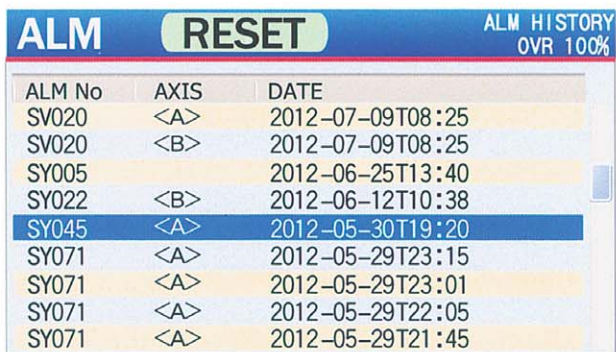 ALM RESET ALM HISTORY
OVR 100%
ALM No AXIS DATE
SV020 <A> 2012-07-09T08:25
SV020 <B> 2012-07-09T08:25
SY005 2012-06-25T13:40
SY022 <B> 2012-06-12T10:38
SY045 <A> 2012-05-30T19:20
SY071 <A> 2012-05-29T23:15
SY071 <A> 2012-05-29T23:01
SY071 <A> 2012-05-29T22:05
SY071 <A> 2012-05-29T21:45